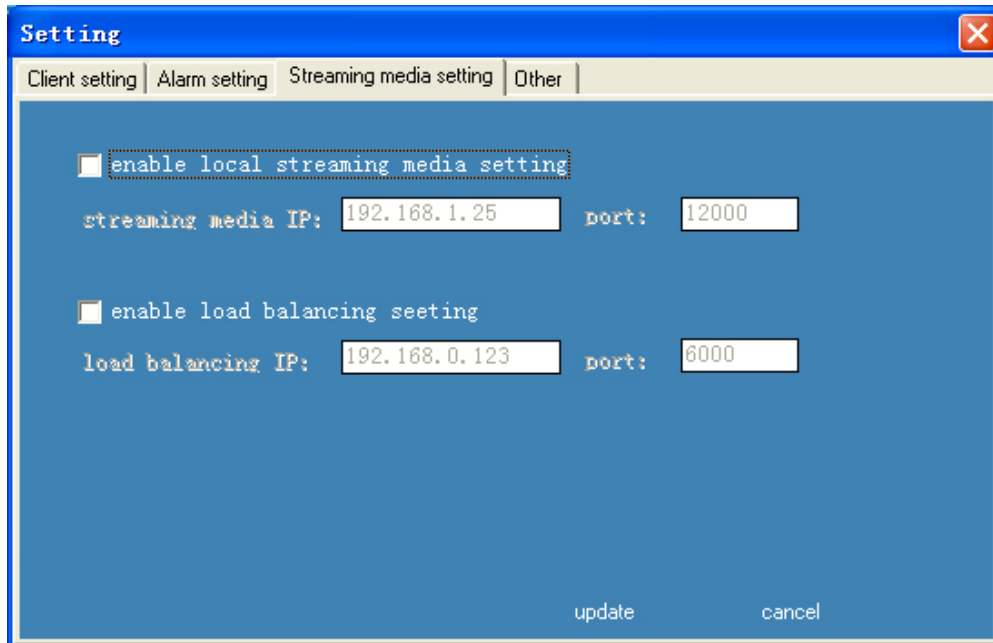 Setting
Client setting Alarm setting Streaming media setting Other
enable local streaming media setting
streaming media IP: 192.168.1.25 port: 12000
enable load balancing seeting
load balancing IP: 192.168.0.123 port: 6000
update cancel